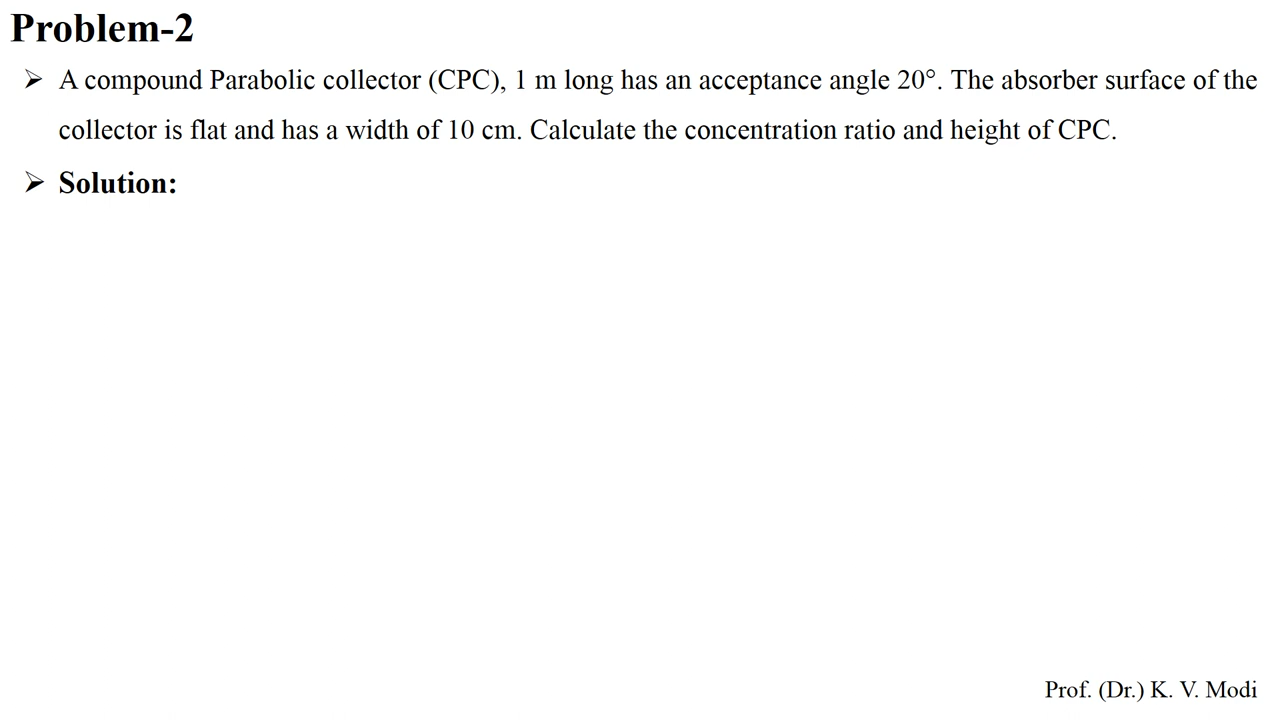 Problem-2
➢ A compound Parabolic collector (CPC), 1 m long has an acceptance angle 20°. The absorber surface of the
collector is flat and has a width of 10 cm. Calculate the concentration ratio and height of CPC.
➢ Solution:
Prof. (Dr.) K. V. Modi